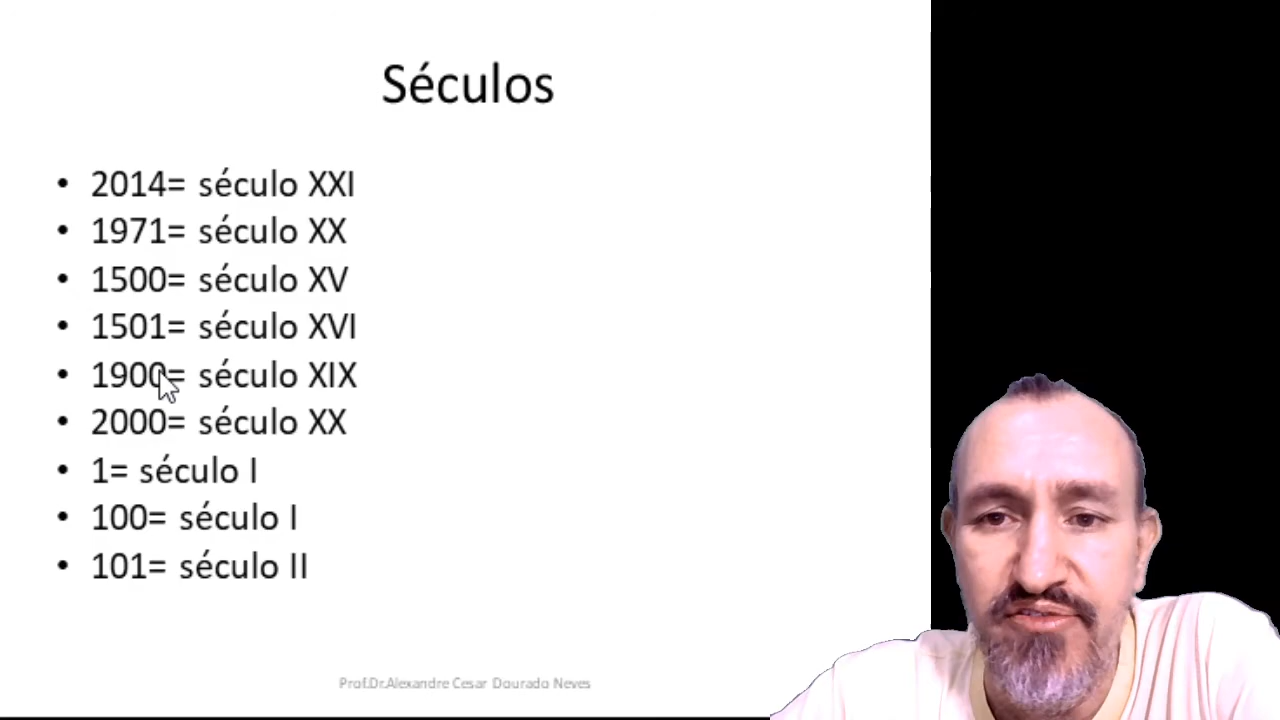 Séculos
• 2014= século XXI
• 1971= século XX
• 1500= século XV
• 1501= século XVI
• 1900= século XIX
• 2000= século XX
• 1= século I
• 100= século I
• 101= século II
Prof.Dr.Alexandre Cesar Dourado Neves